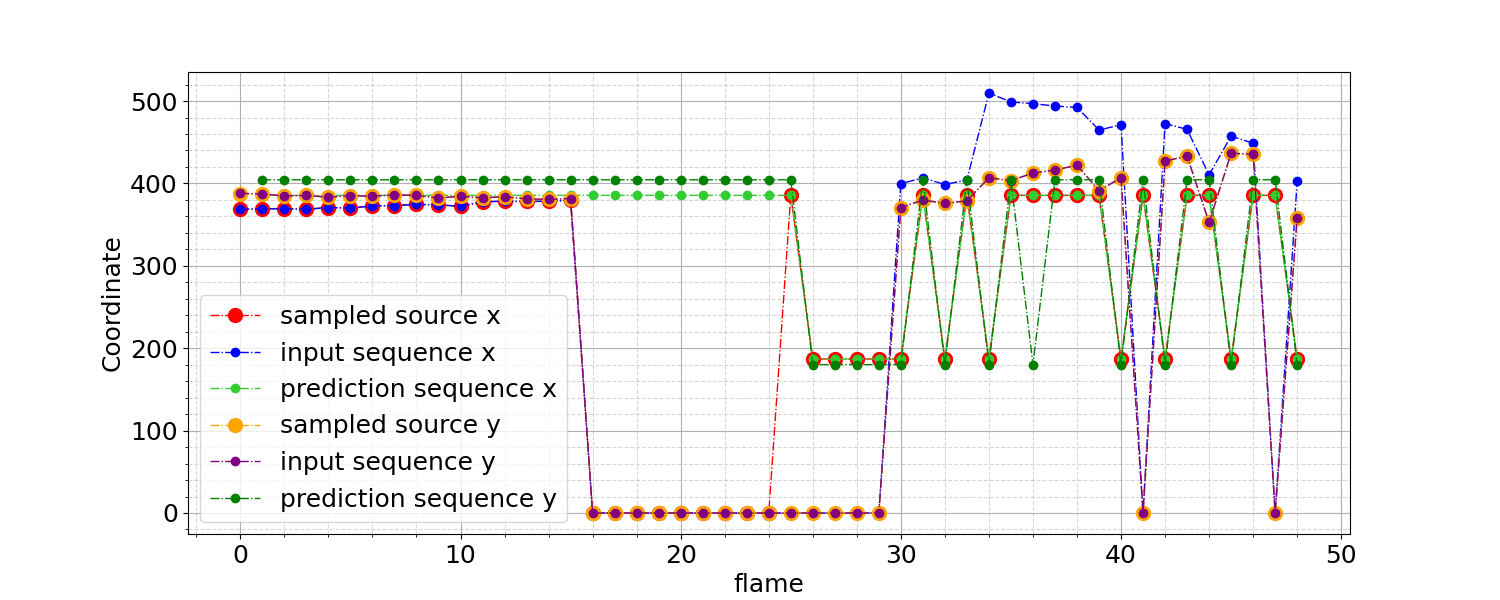 500
400
300
200
100
0
Coordinate
sampled source x
input sequence x
prediction sequence x
sampled source y
input sequence y
prediction sequence y
0 10 20 30 40 50
flame